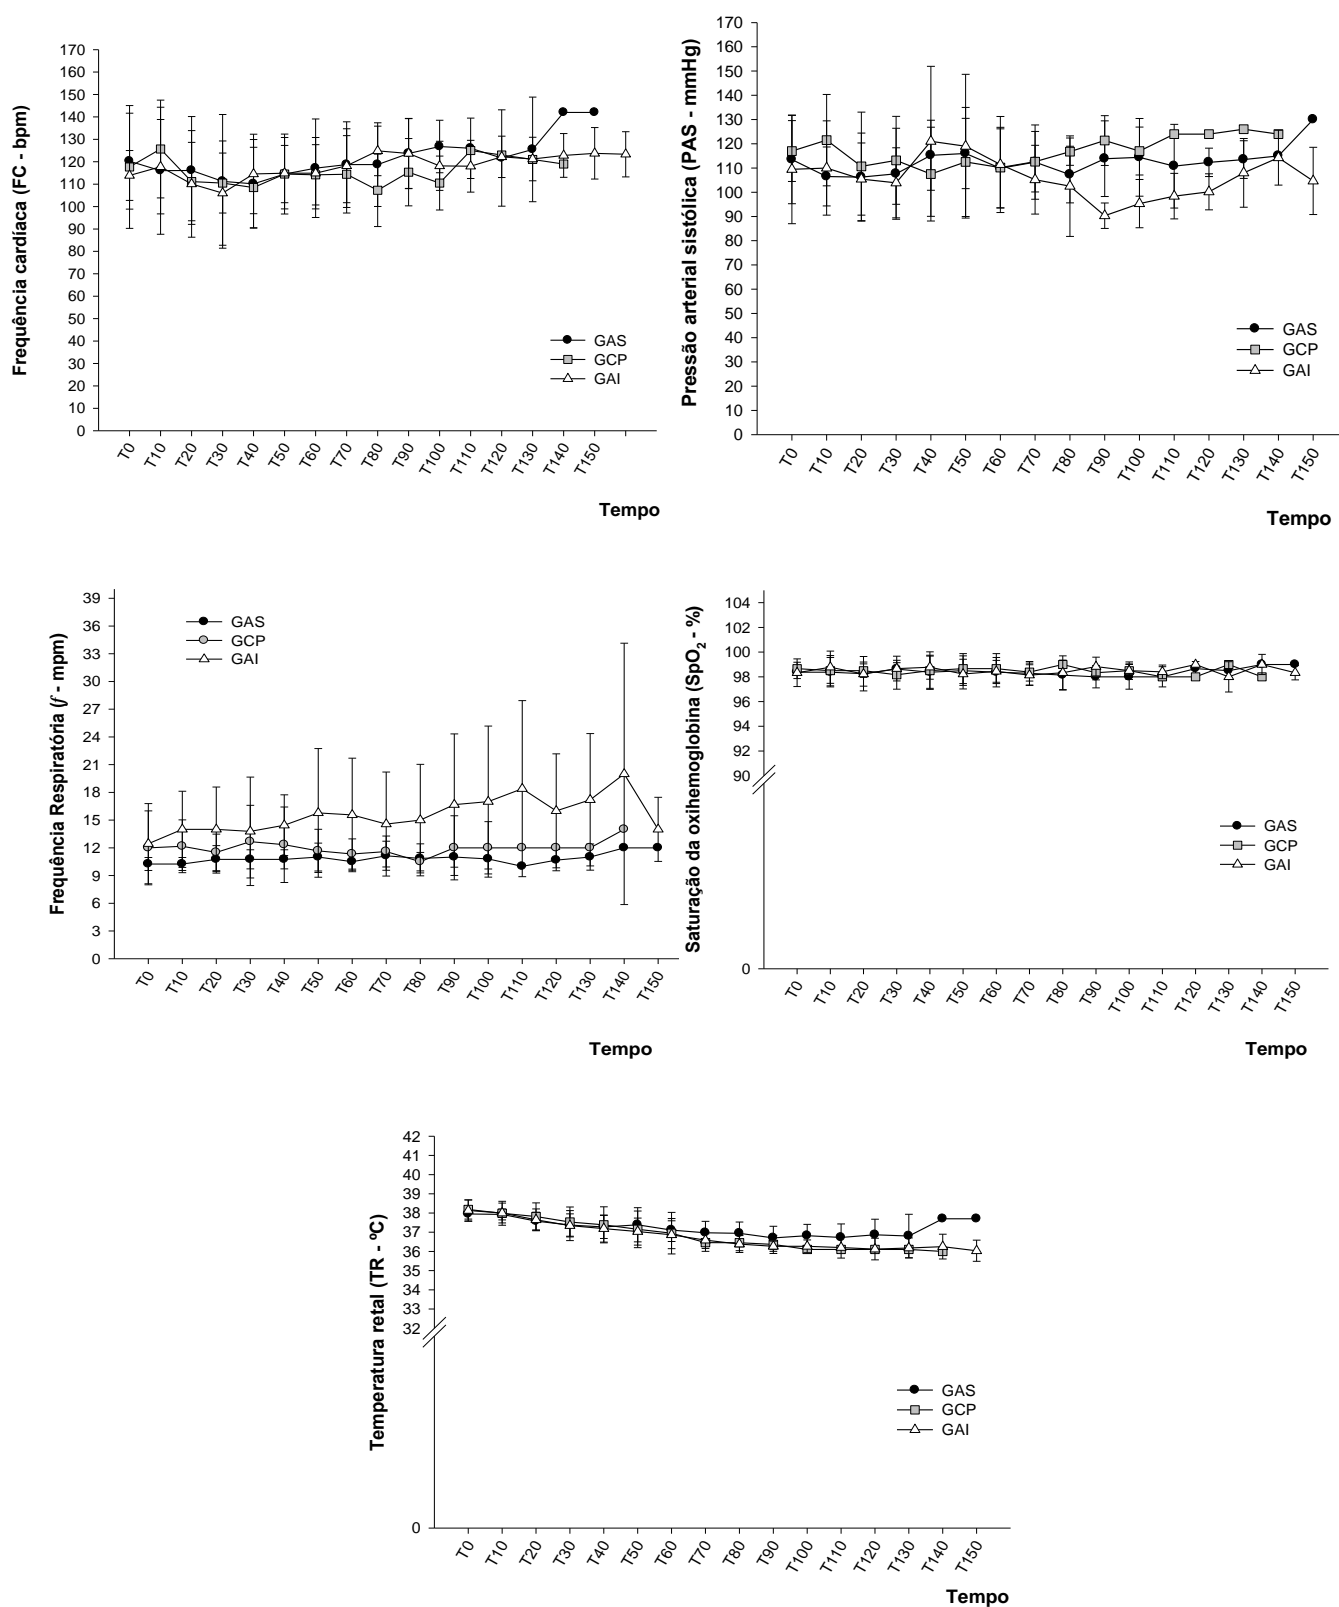 Frequência cardíaca (FC - bpm)
170
160
150
140
130
120
110
100
90
80
70
60
50
40
30
20
10
0
GAS
GCP
GAI
T0 T10 T20 T30 T40 T50 T60 T70 T80 T90 T100 T110 T120 T130 T140 T150
Tempo
Pressão arterial sistólica (PAS - mmHg)
170
160
150
140
130
120
110
100
90
80
70
60
50
40
30
20
10
0
GAS
GCP
GAI
T0 T10 T20 T30 T40 T50 T60 T70 T80 T90 T100 T110 T120 T130 T140 T150
Tempo
Frequência Respiratória (f - mpm)
39
36
33
30
27
24
21
18
15
12
9
6
3
0
GAS
GCP
GAI
T0 T10 T20 T30 T40 T50 T60 T70 T80 T90 T100 T110 T120 T130 T140 T150
Tempo
Saturação da oxihemoglobina (SpO2 - %)
104
102
100
98
96
94
92
90
0
GAS
GCP
GAI
T0 T10 T20 T30 T40 T50 T60 T70 T80 T90 T100 T110 T120 T130 T140 T150
Tempo
Temperatura retal (TR - ºC)
42
41
40
39
38
37
36
35
34
33
32
0
GAS
GCP
GAI
T0 T10 T20 T30 T40 T50 T60 T70 T80 T90 T100 T110 T120 T130 T140 T150
Tempo